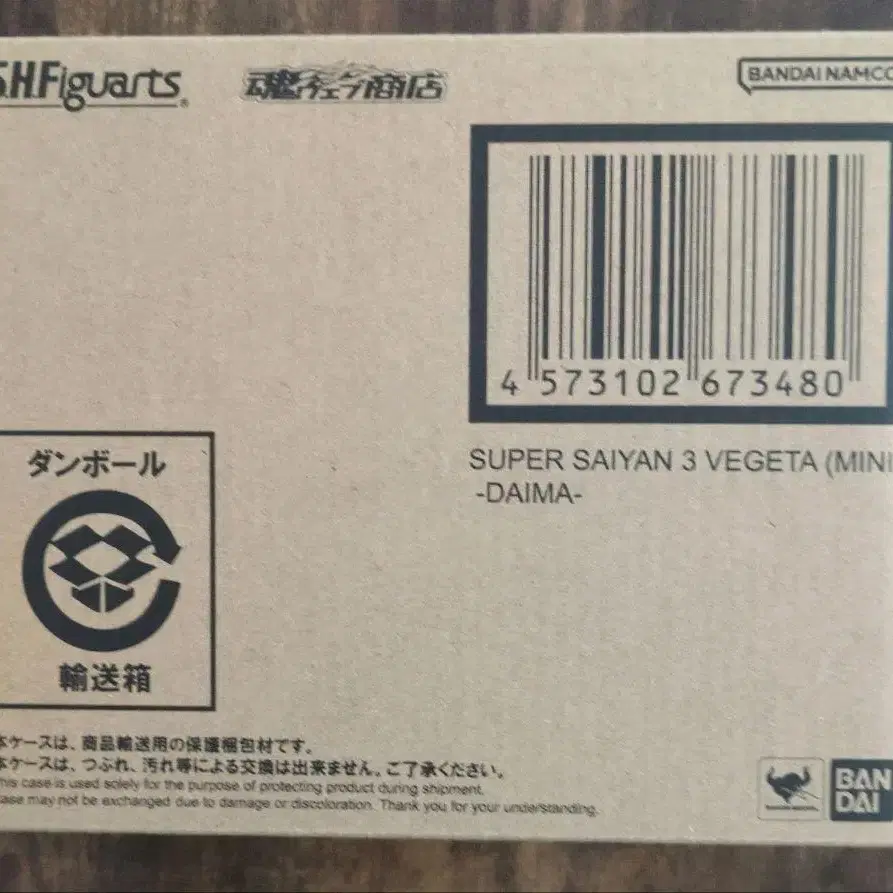 S.H.Figuarts
魂ウェブ商店
BANDAI NAMCO
4 573102 673480
SUPER SAIYAN 3 VEGETA (MINI
-DAIMA-
ダンボール
輸送箱
本ケースは、商品輸送用の保護梱包材です。
本ケースは、つぶれ、汚れ等による交換は出来ません。ご了承ください。
his case is used solely for the purpose of protecting product during shipment.
ase may not be exchanged due to damage or discoloration. Thank you for your understanding.
BAN
DAI